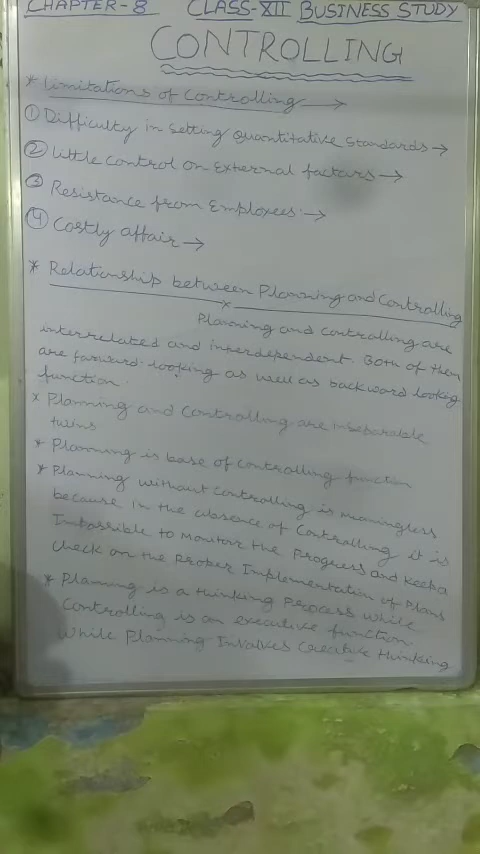 CHAPTER-8 CLASS-XII BUSINESS STUDY
CONTROLLING
* Limitations of Controlling →
① Difficulty in setting Quantitative Standards →
② Little control on External factors →
③ Resistance from Employees. →
④ Costly affair →
* Relationship between Planning and Controlling
Planning and controlling are
interrelated and interdependent. Both of them
are forward-looking as well as backward looking
function.
* Planning and Controlling are inseparable
twins
* Planning is base of controlling function
* Planning without controlling is meaningless
because in the absence of controlling it is
Impossible to monitor the Progress and keep a
check on the proper Implementation of Plans
* Planning is a thinking process while
Controlling is an executive function
While Planning Involves Creative thinking